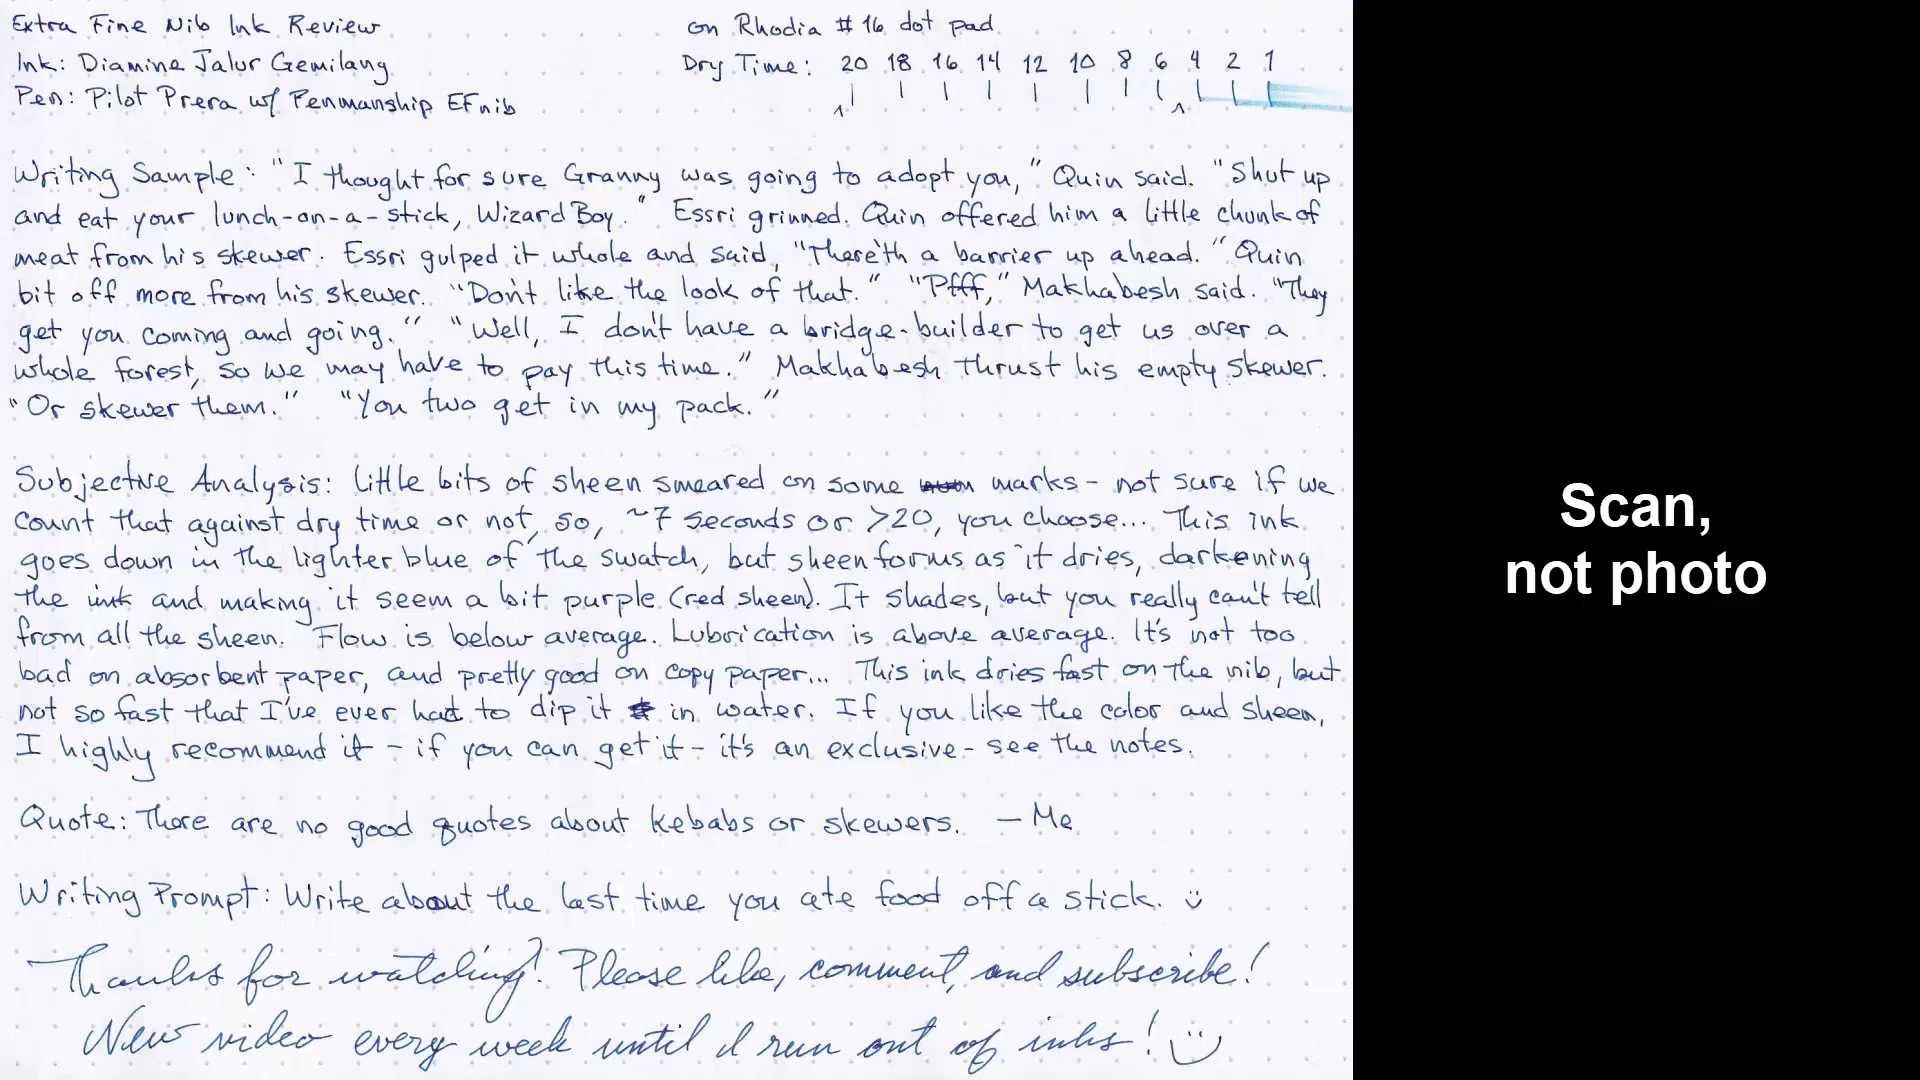 Extra Fine Nib Ink Review
on Rhodia #16 dot pad
Ink: Diamine Jalur Gemilang
Dry Time: 20 18 16 14 12 10 8 6 4 2 1
Pen: Pilot Prera w/ Penmanship EF nib
Writing Sample: "I thought for sure Granny was going to adopt you," Quin said. "Shut up
and eat your lunch-on-a-stick, Wizard Boy." Essri grinned. Quin offered him a little chunk of
meat from his skewer. Essri gulped it whole and said, "There'th a barrier up ahead." Quin
bit off more from his skewer. "Don't like the look of that." "Pfff," Makhabesh said. "They
get you coming and going." "Well, I don't have a bridge-builder to get us over a
whole forest, so we may have to pay this time." Makhabesh thrust his empty skewer.
"Or skewer them." "You two get in my pack."
Subjective Analysis: Little bits of sheen smeared on some marks - not sure if we
count that against dry time or not, so, ~7 seconds or >20, you choose... This ink
goes down in the lighter blue of the swatch, but sheen forms as it dries, darkening
the ink and making it seem a bit purple (red sheen). It shades, but you really can't tell
from all the sheen. Flow is below average. Lubrication is above average. It's not too
bad on absorbent paper, and pretty good on copy paper... This ink dries fast on the nib, but
not so fast that I've ever had to dip it in water. If you like the color and sheen,
I highly recommend it - if you can get it - it's an exclusive - see the notes.
Quote: There are no good quotes about kebabs or skewers. - Me
Writing Prompt: Write about the last time you ate food off a stick.
Thanks for watching! Please like, comment, and subscribe!
New video every week until I run out of inks!
Scan,
not photo